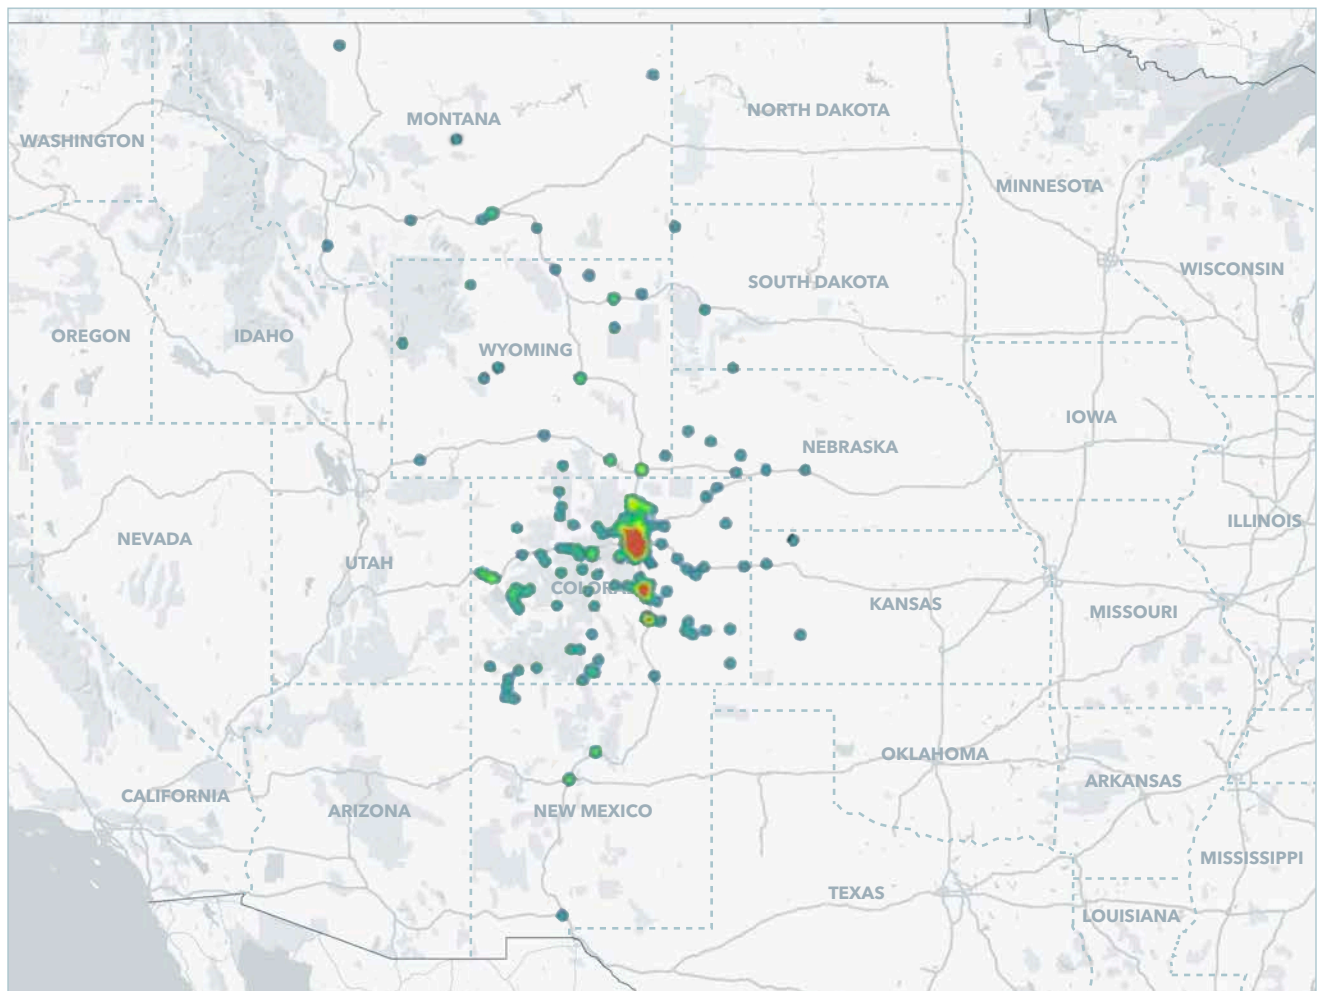 NORTH DAKOTA
MONTANA
WASHINGTON
MINNESOTA
WISCONSIN
SOUTH DAKOTA
OREGON
IDAHO
WYOMING
IOWA
NEBRASKA
ILLINOIS
NEVADA
UTAH
COLORA
KANSAS
MISSOURI
OKLAHOMA
ARKANSAS
CALIFORNIA
ARIZONA
NEW MEXICO
MISSISSIPPI
TEXAS
LOUISIANA